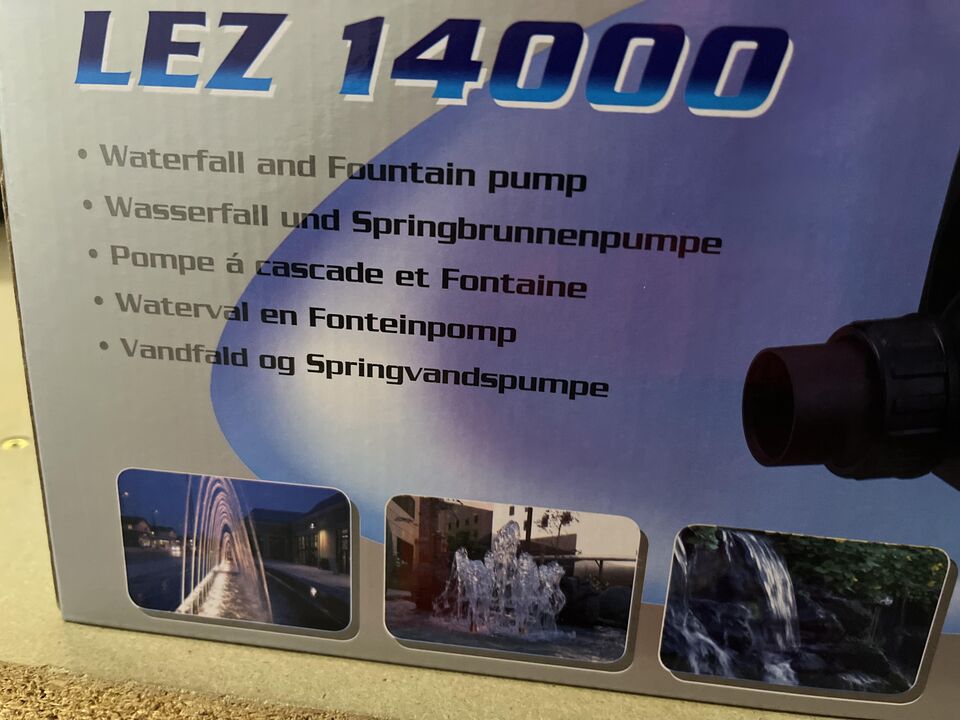 LEZ 14000
• Waterfall and Fountain pump
• Wasserfall und Springbrunnenpumpe
• Pompe á cascade et Fontaine
• Waterval en Fonteinpomp
• Vandfald og Springvandspumpe